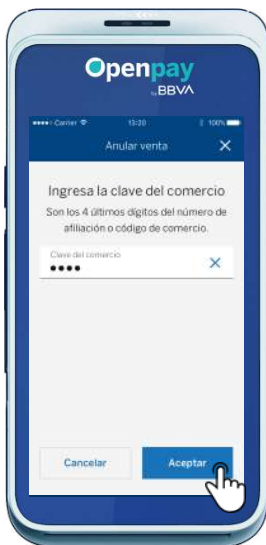 Openpay
BBVA
Carrier 13:20 100%
Anular venta
Ingresa la clave del comercio
Son los 4 últimos dígitos del número de
afiliación o código de comercio.
Clave del comercio
••••
Cancelar Aceptar